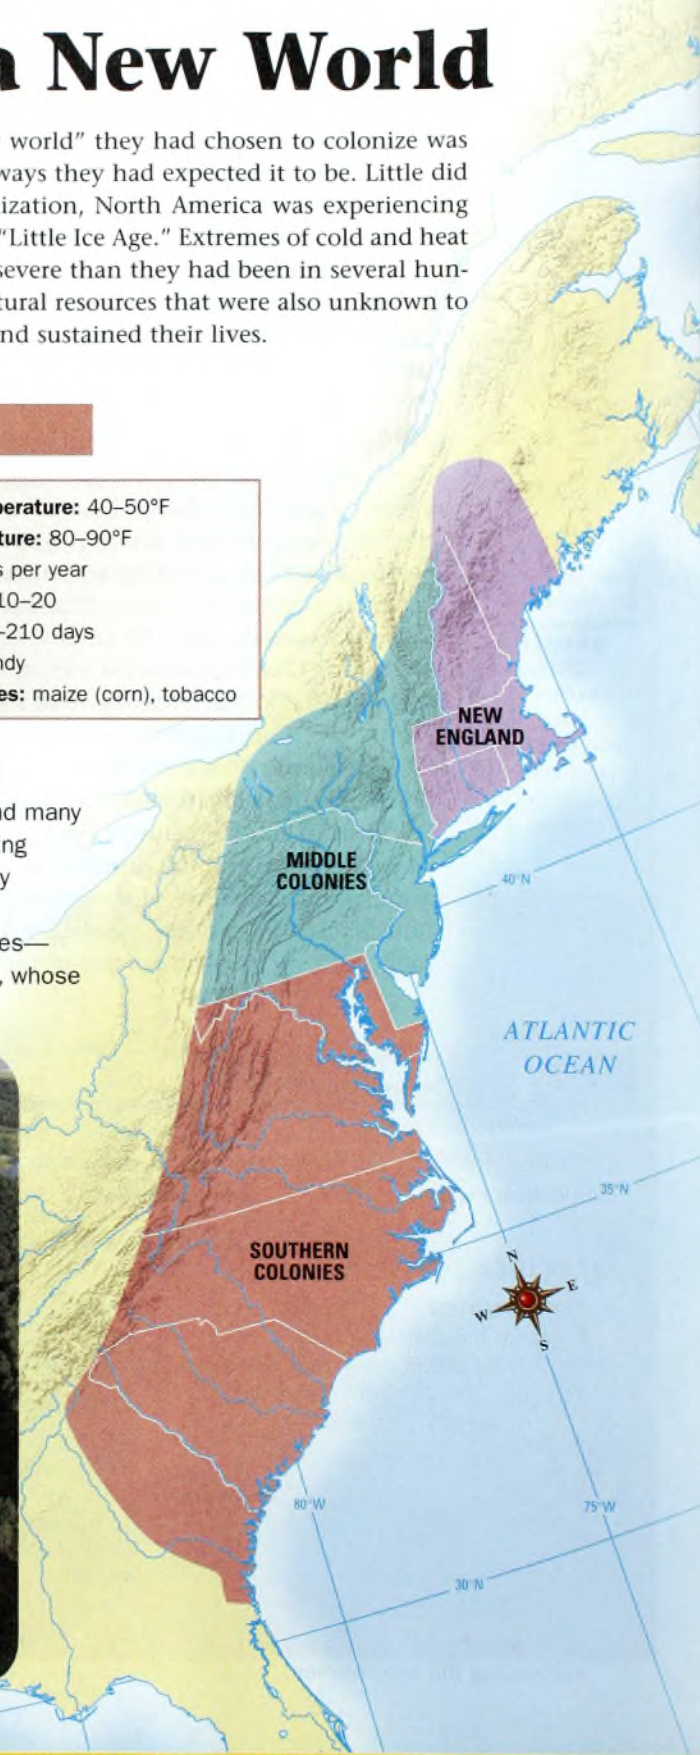 New World
world” they had chosen to colonize was
ways they had expected it to be. Little did
ization, North America was experiencing
“Little Ice Age.” Extremes of cold and heat
severe than they had been in several hun-
tural resources that were also unknown to
nd sustained their lives.
perature: 40–50°F
ture: 80–90°F
s per year
10–20
–210 days
ndy
es: maize (corn), tobacco
nd many
ng
y
es—
, whose
NEW
ENGLAND
MIDDLE
COLONIES
40°N
ATLANTIC
OCEAN
35°N
SOUTHERN
COLONIES
N
E
W
S
80°W
75°W
30°N